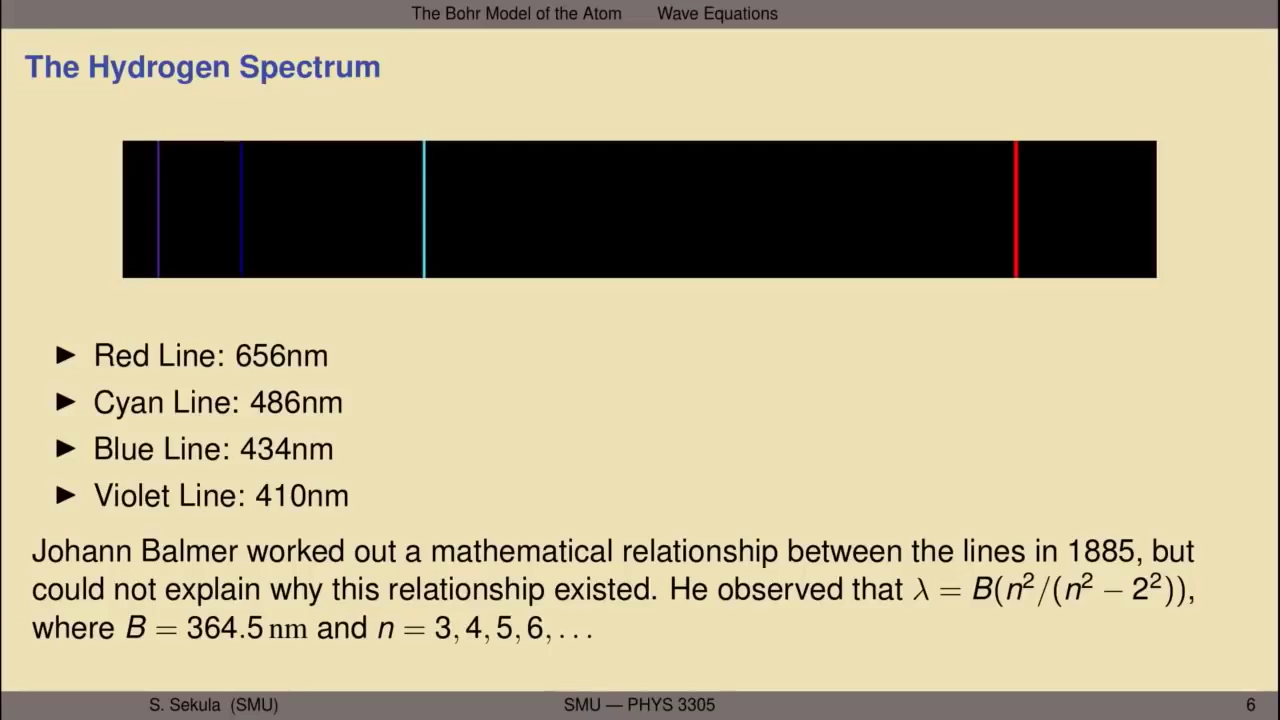 The Bohr Model of the Atom Wave Equations
The Hydrogen Spectrum
▶ Red Line: 656nm
▶ Cyan Line: 486nm
▶ Blue Line: 434nm
▶ Violet Line: 410nm
Johann Balmer worked out a mathematical relationship between the lines in 1885, but
could not explain why this relationship existed. He observed that λ = B(n²/(n² − 2²)),
where B = 364.5 nm and n = 3, 4, 5, 6, . . .
S. Sekula (SMU) SMU — PHYS 3305 6